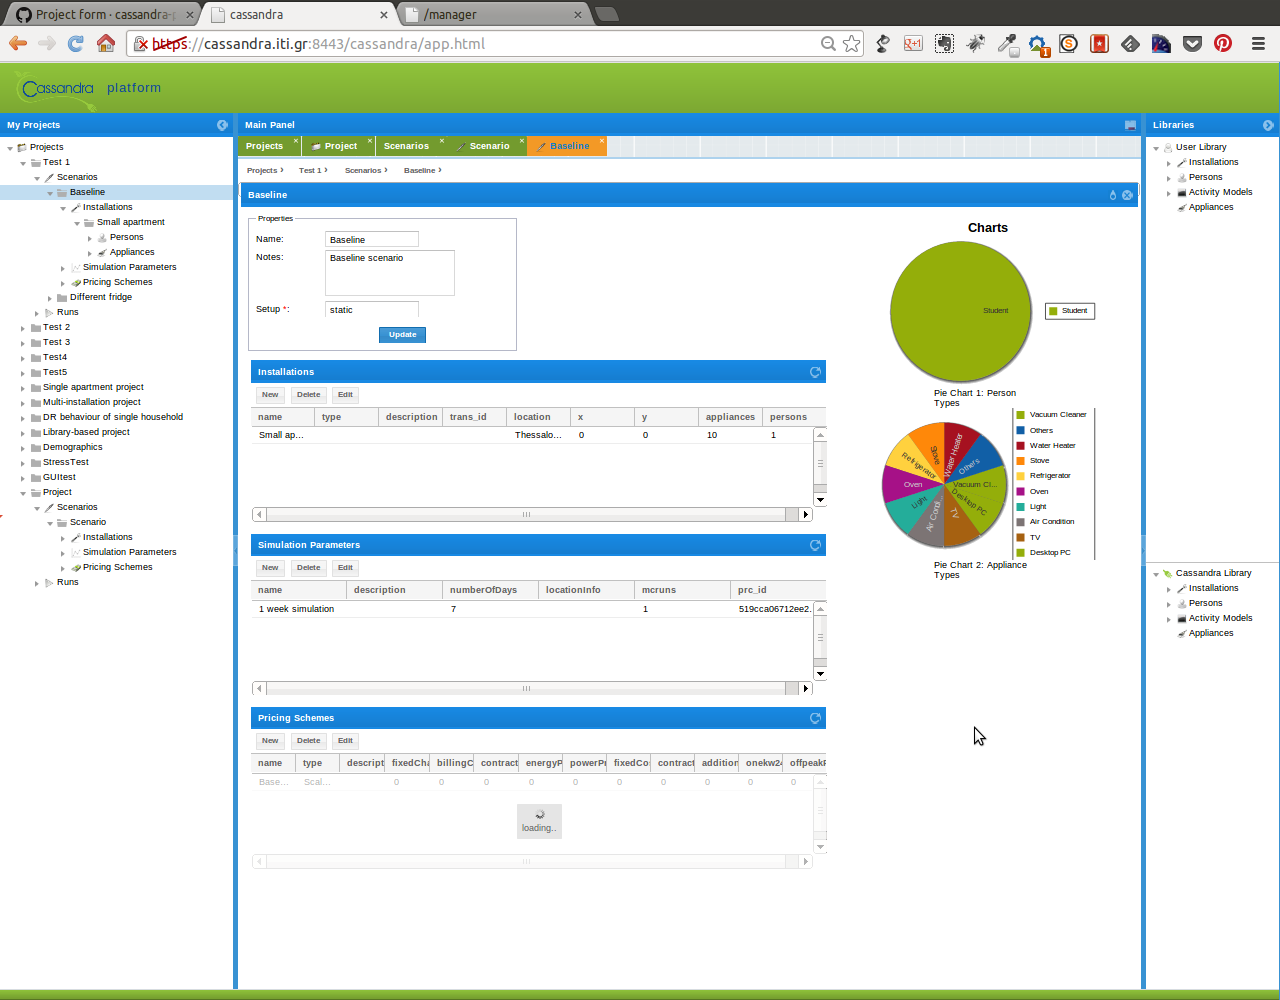 Project form · cassandra-p
cassandra
/manager
https://cassandra.iti.gr:8443/cassandra/app.html
Cassandra platform
My Projects
Projects
Test 1
Scenarios
Baseline
Installations
Small apartment
Persons
Appliances
Simulation Parameters
Pricing Schemes
Different fridge
Runs
Test 2
Test 3
Test4
Test5
Single apartment project
Multi-installation project
DR behaviour of single household
Library-based project
Demographics
StressTest
GUItest
Project
Scenarios
Scenario
Installations
Simulation Parameters
Pricing Schemes
Runs
Main Panel
Projects Project Scenarios Scenario Baseline
Projects › Test 1 › Scenarios › Baseline ›
Baseline
Properties
Name: Baseline
Notes: Baseline scenario
Setup *: static
Update
Installations
New Delete Edit
name type description trans_id location x y appliances persons
Small ap... Thessalo... 0 0 10 1
Simulation Parameters
New Delete Edit
name description numberOfDays locationInfo mcruns prc_id
1 week simulation 7 1 519cca06712ee2..
Pricing Schemes
New Delete Edit
name type descript fixedCha billingC contract energyP powerPr fixedCo contract addition onekw24 offpeakP
Base... Scal... 0 0 0 0 0 0 0 0 0 0
loading..
Charts
Student
Student
Pie Chart 1: Person
Types
Water Heater
Others
Vacuum Cl...
Desktop PC
TV
Air Condi...
Light
Oven
Refrigerator
Stove
Vacuum Cleaner
Others
Water Heater
Stove
Refrigerator
Oven
Light
Air Condition
TV
Desktop PC
Pie Chart 2: Appliance
Types
Libraries
User Library
Installations
Persons
Activity Models
Appliances
Cassandra Library
Installations
Persons
Activity Models
Appliances